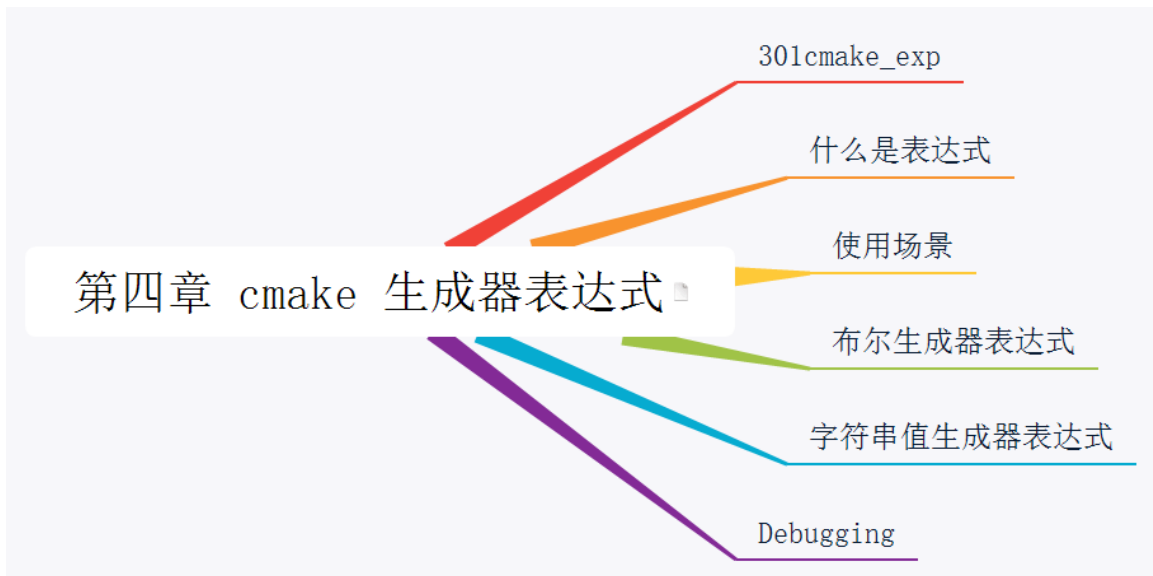 301cmake_exp
什么是表达式
使用场景
第四章 cmake 生成器表达式
布尔生成器表达式
字符串值生成器表达式
Debugging